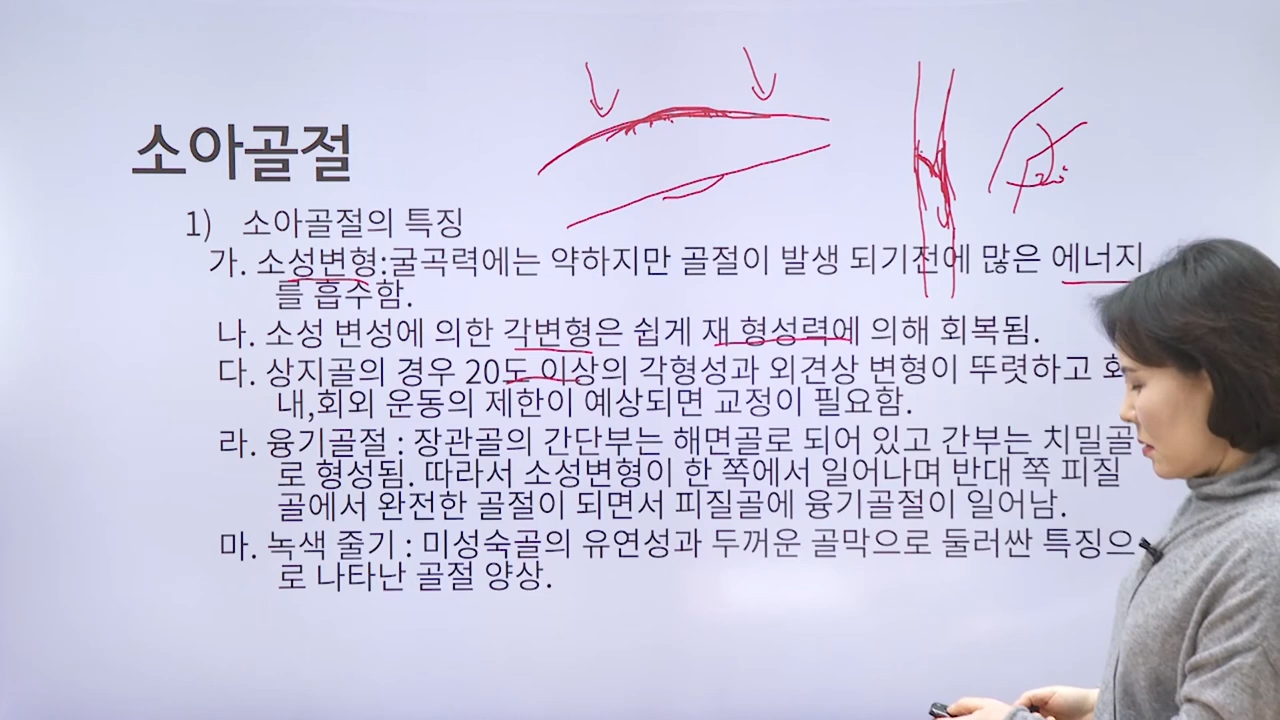 소아골절
1) 소아골절의 특징
가. 소성변형:굴곡력에는 약하지만 골절이 발생 되기전에 많은 에너지
를 흡수함.
나. 소성 변성에 의한 각변형은 쉽게 재 형성력에 의해 회복됨.
다. 상지골의 경우 20도 이상의 각형성과 외견상 변형이 뚜렷하고 회
내,회외 운동의 제한이 예상되면 교정이 필요함.
라. 융기골절 : 장관골의 간단부는 해면골로 되어 있고 간부는 치밀골
로 형성됨. 따라서 소성변형이 한 쪽에서 일어나며 반대 쪽 피질
골에서 완전한 골절이 되면서 피질골에 융기골절이 일어남.
마. 녹색 줄기 : 미성숙골의 유연성과 두꺼운 골막으로 둘러싼 특징으
로 나타난 골절 양상.